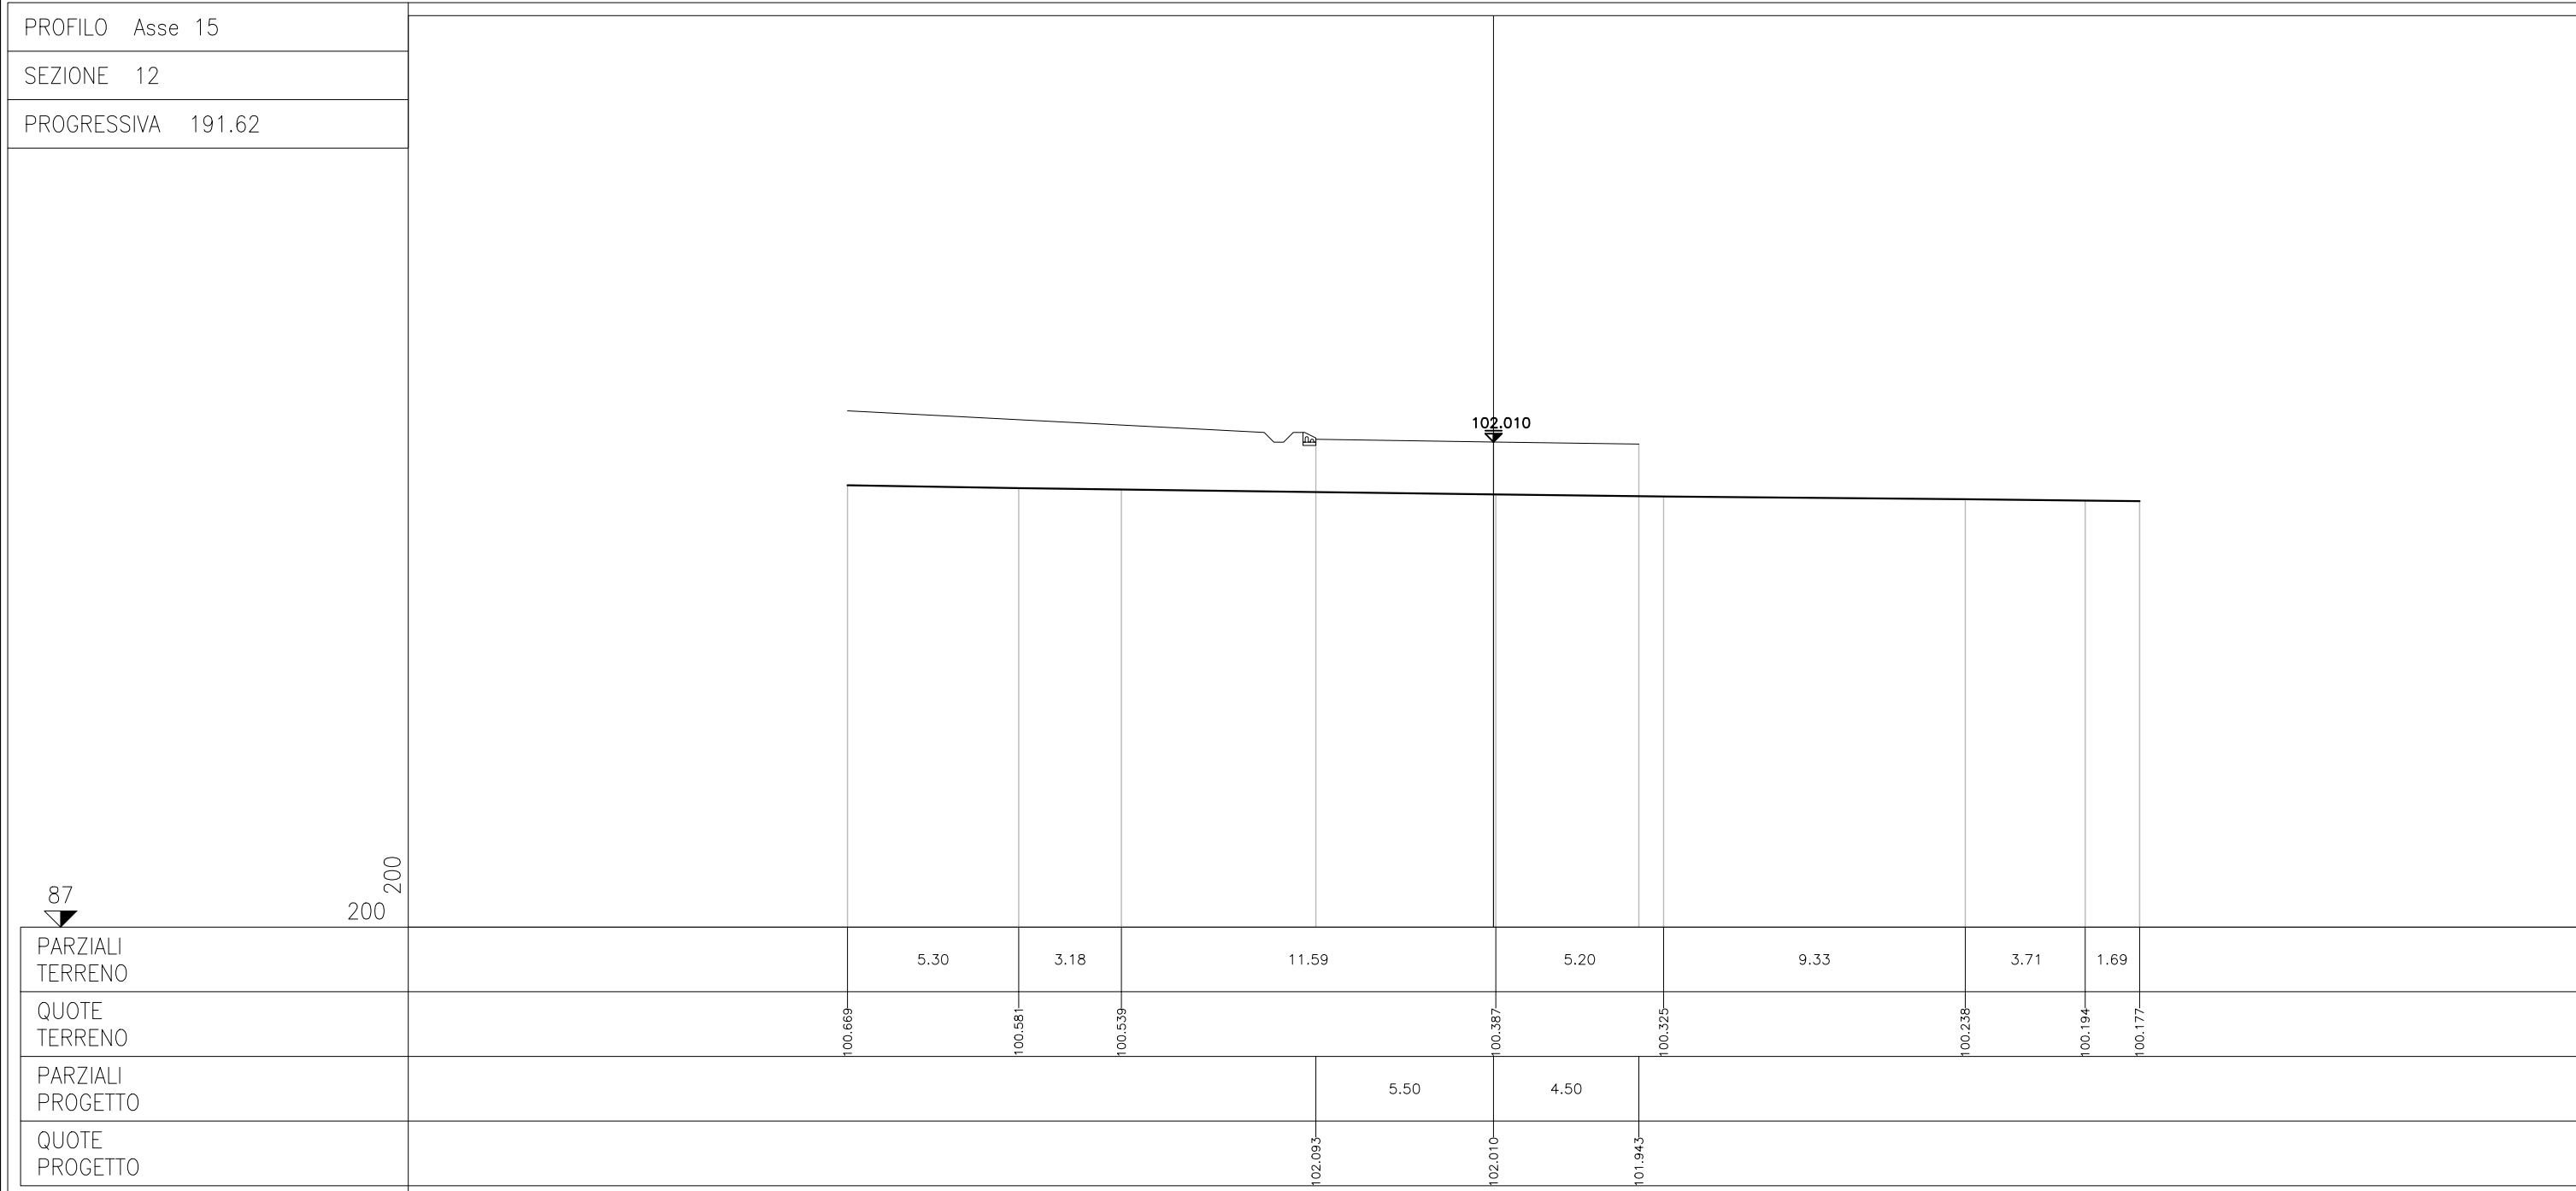 PROFILO Asse 15
SEZIONE 12
PROGRESSIVA 191.62
102.010
200
87
200
PARZIALI
TERRENO
5.30 3.18 11.59 5.20 9.33 3.71 1.69
QUOTE
TERRENO
100.669 100.581 100.539 100.387 100.325 100.238 100.194 100.177
PARZIALI
PROGETTO
5.50 4.50
QUOTE
PROGETTO
102.093 102.010 101.943